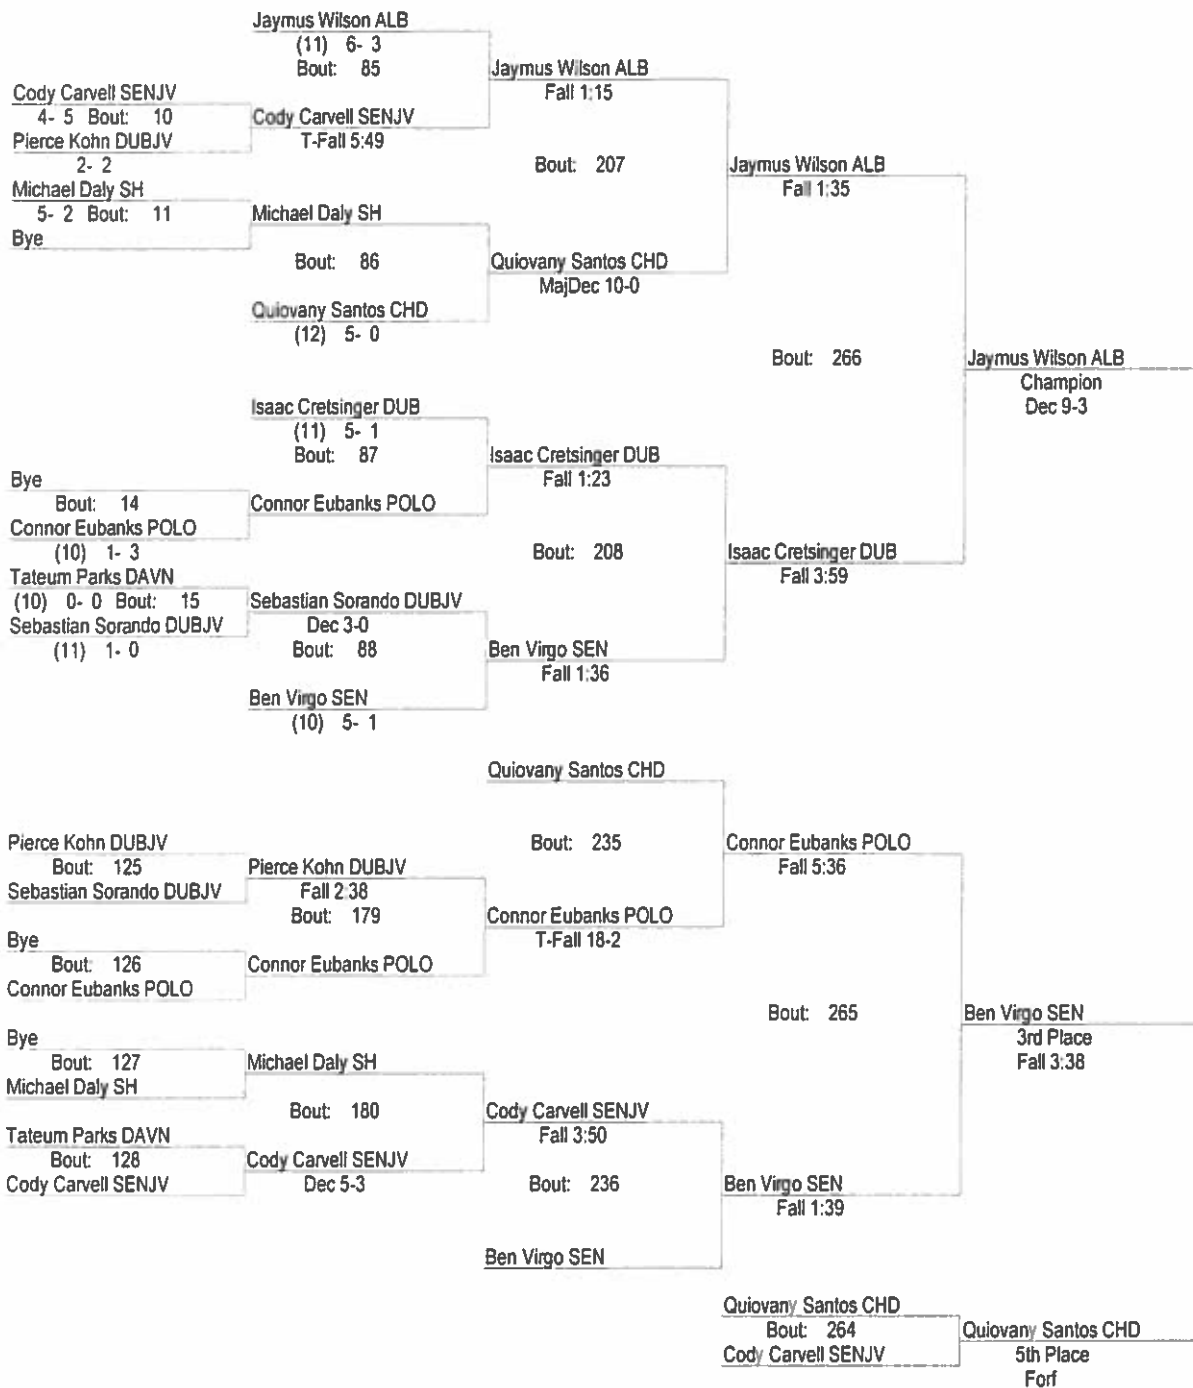 Jaymus Wilson ALB
(11) 6- 3
Bout: 85
Jaymus Wilson ALB
Fall 1:15
Cody Carvell SENJV
4- 5 Bout: 10
Cody Carvell SENJV
T-Fall 5:49
Pierce Kohn DUBJV
2- 2
Bout: 207
Jaymus Wilson ALB
Fall 1:35
Michael Daly SH
5- 2 Bout: 11
Michael Daly SH
Bye
Bout: 86
Quiovany Santos CHD
MajDec 10-0
Quiovany Santos CHD
(12) 5- 0
Bout: 266
Jaymus Wilson ALB
Champion
Dec 9-3
Isaac Cretsinger DUB
(11) 5- 1
Bout: 87
Isaac Cretsinger DUB
Fall 1:23
Bye
Bout: 14
Connor Eubanks POLO
Connor Eubanks POLO
(10) 1- 3
Bout: 208
Isaac Cretsinger DUB
Fall 3:59
Tateum Parks DAVN
(10) 0- 0 Bout: 15
Sebastian Sorando DUBJV
Dec 3-0
Sebastian Sorando DUBJV
(11) 1- 0
Bout: 88
Ben Virgo SEN
Fall 1:36
Ben Virgo SEN
(10) 5- 1
Quiovany Santos CHD
Bout: 235
Connor Eubanks POLO
Fall 5:36
Pierce Kohn DUBJV
Bout: 125
Pierce Kohn DUBJV
Fall 2:38
Sebastian Sorando DUBJV
Bout: 179
Connor Eubanks POLO
T-Fall 18-2
Bye
Bout: 126
Connor Eubanks POLO
Connor Eubanks POLO
Bout: 265
Ben Virgo SEN
3rd Place
Fall 3:38
Bye
Bout: 127
Michael Daly SH
Michael Daly SH
Bout: 180
Cody Carvell SENJV
Fall 3:50
Tateum Parks DAVN
Bout: 128
Cody Carvell SENJV
Dec 5-3
Cody Carvell SENJV
Bout: 236
Ben Virgo SEN
Fall 1:39
Ben Virgo SEN
Quiovany Santos CHD
Bout: 264
Quiovany Santos CHD
5th Place
Forf
Cody Carvell SENJV